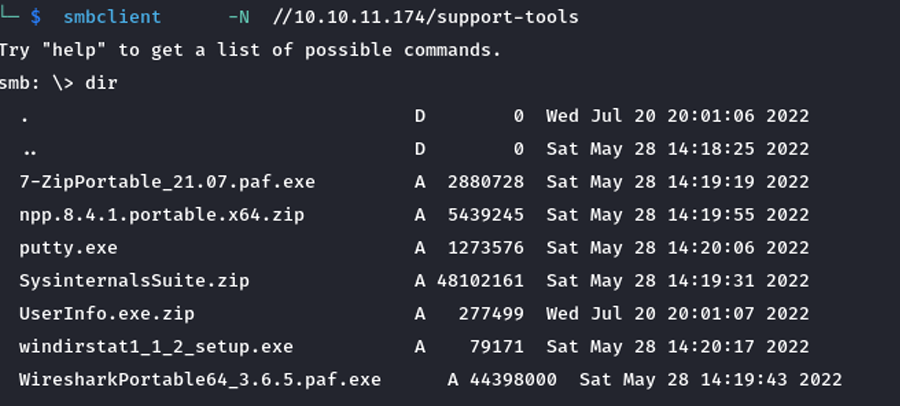 └─ $ smbclient -N //10.10.11.174/support-tools
Try "help" to get a list of possible commands.
smb: \> dir
. D 0 Wed Jul 20 20:01:06 2022
.. D 0 Sat May 28 14:18:25 2022
7-ZipPortable_21.07.paf.exe A 2880728 Sat May 28 14:19:19 2022
npp.8.4.1.portable.x64.zip A 5439245 Sat May 28 14:19:55 2022
putty.exe A 1273576 Sat May 28 14:20:06 2022
SysinternalsSuite.zip A 48102161 Sat May 28 14:19:31 2022
UserInfo.exe.zip A 277499 Wed Jul 20 20:01:07 2022
windirstat1_1_2_setup.exe A 79171 Sat May 28 14:20:17 2022
WiresharkPortable64_3.6.5.paf.exe A 44398000 Sat May 28 14:19:43 2022